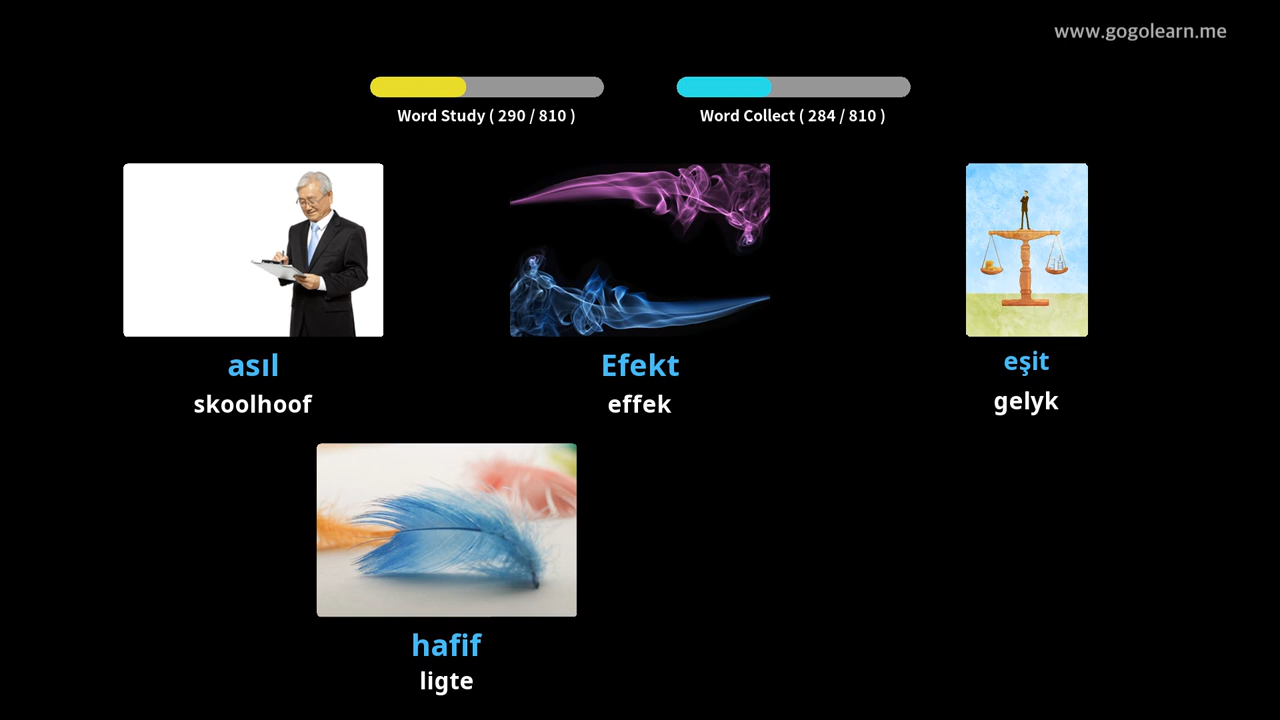 www.gogolearn.me
Word Study ( 290 / 810 )
Word Collect ( 284 / 810 )
asıl
skoolhoof
Efekt
effek
eşit
gelyk
hafif
ligte